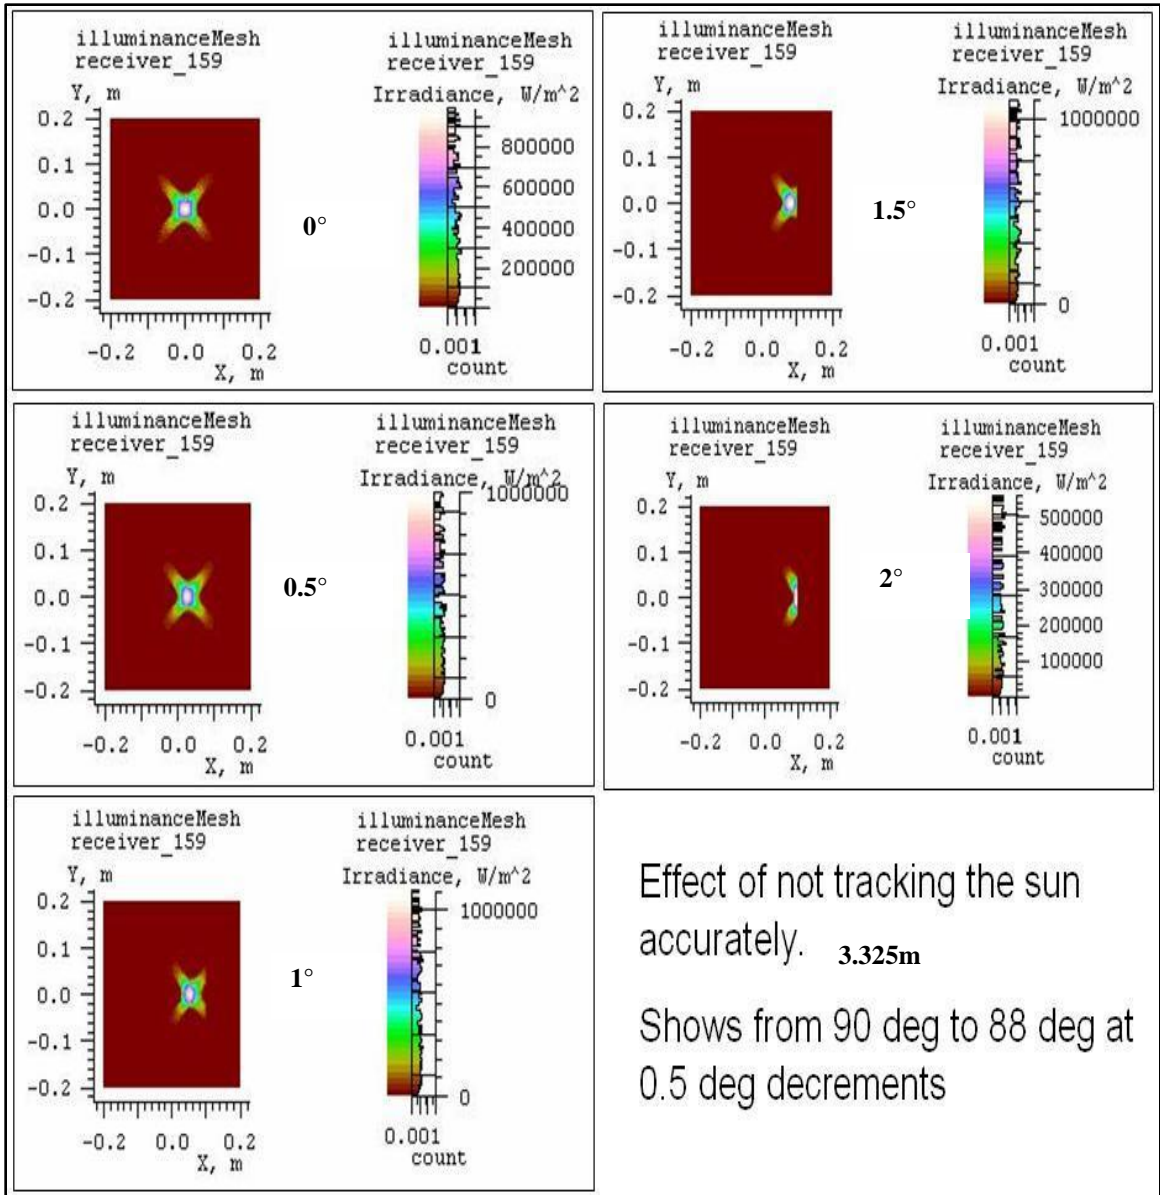 illuminanceMesh
receiver_159
Y, m
0.2
0.1
0.0
-0.1
-0.2
-0.2 0.0 0.2
X, m
0°
illuminanceMesh
receiver_159
Irradiance, W/m^2
800000
600000
400000
200000
0.001
count
illuminanceMesh
receiver_159
Y, m
0.2
0.1
0.0
-0.1
-0.2
-0.2 0.0 0.2
X, m
1.5°
illuminanceMesh
receiver_159
Irradiance, W/m^2
1000000
0
0.001
count
illuminanceMesh
receiver_159
Y, m
0.2
0.1
0.0
-0.1
-0.2
-0.2 0.0 0.2
X, m
0.5°
illuminanceMesh
receiver_159
Irradiance, W/m^2
1000000
0
0.001
count
illuminanceMesh
receiver_159
Y, m
0.2
0.1
0.0
-0.1
-0.2
-0.2 0.0 0.2
X, m
2°
illuminanceMesh
receiver_159
Irradiance, W/m^2
500000
400000
300000
200000
100000
0.001
count
illuminanceMesh
receiver_159
Y, m
0.2
0.1
0.0
-0.1
-0.2
-0.2 0.0 0.2
X, m
1°
illuminanceMesh
receiver_159
Irradiance, W/m^2
1000000
0
0.001
count
Effect of not tracking the sun
accurately. 3.325m
Shows from 90 deg to 88 deg at
0.5 deg decrements